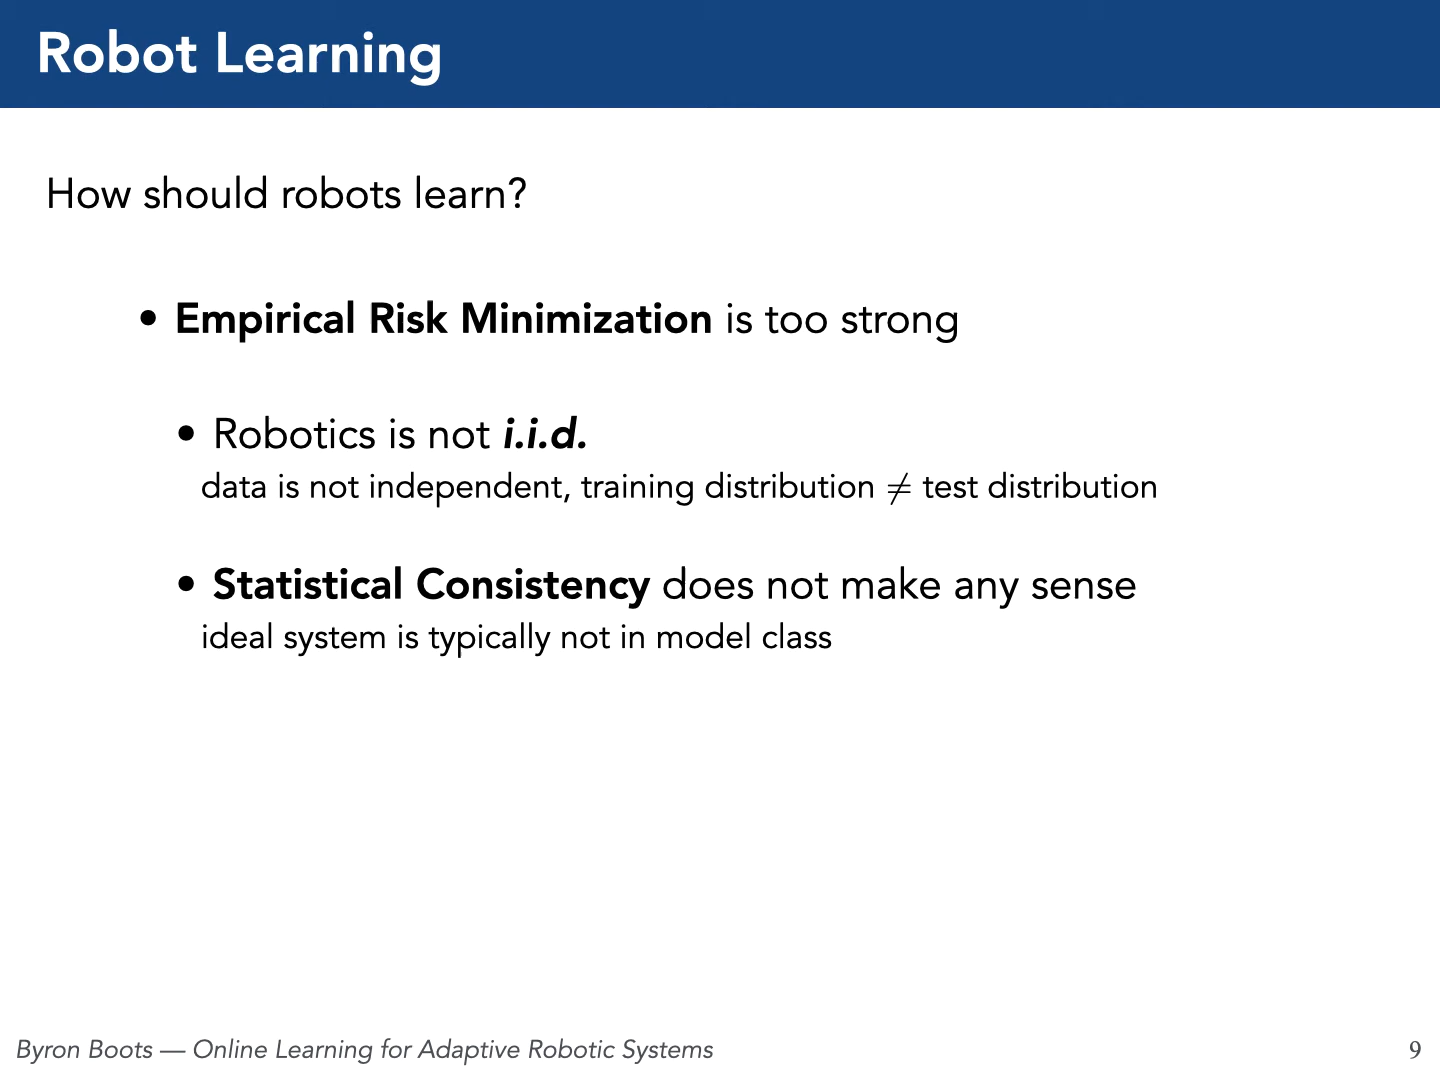 Robot Learning
How should robots learn?
• Empirical Risk Minimization is too strong
• Robotics is not i.i.d.
data is not independent, training distribution ≠ test distribution
• Statistical Consistency does not make any sense
ideal system is typically not in model class
Byron Boots — Online Learning for Adaptive Robotic Systems
9